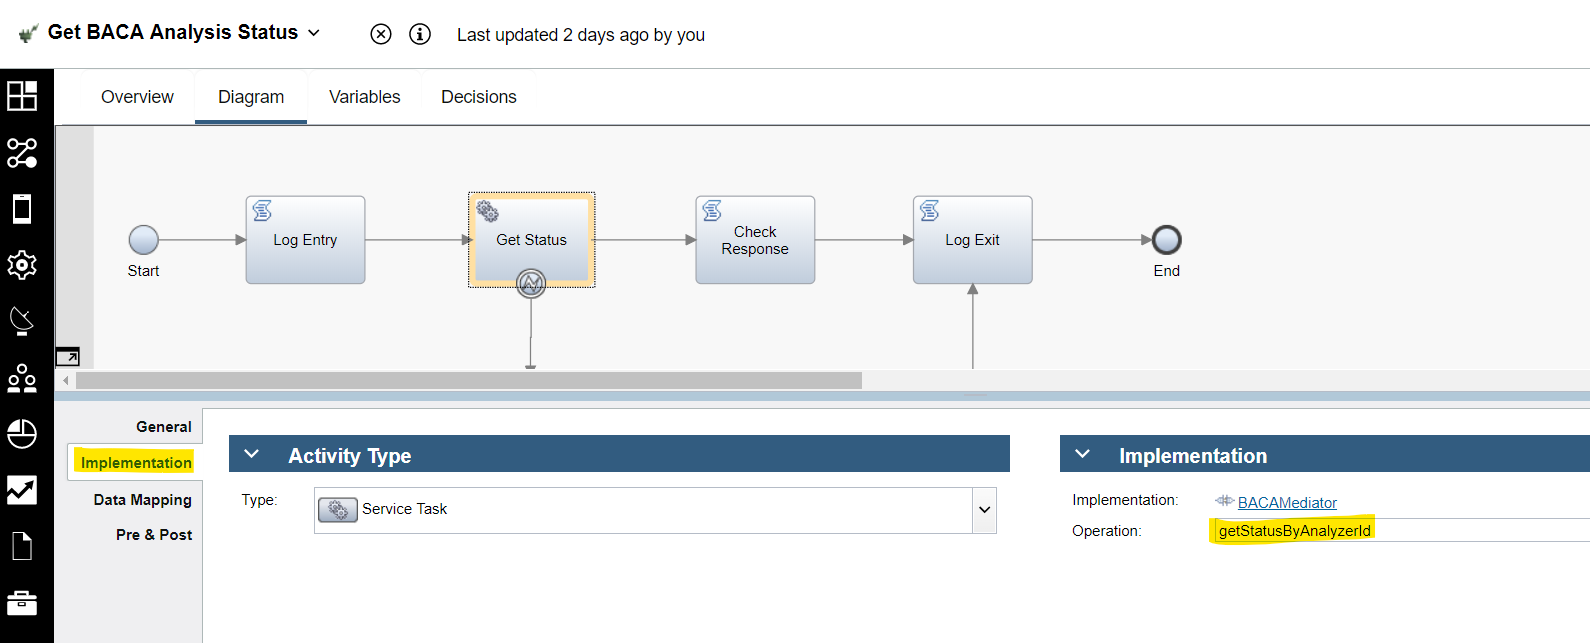 Get BACA Analysis Status
Last updated 2 days ago by you
Overview
Diagram
Variables
Decisions
Start
Log Entry
Get Status
Check
Response
Log Exit
End
General
Implementation
Data Mapping
Pre & Post
Activity Type
Type:
Service Task
Implementation
Implementation:
BACAMediator
Operation:
getStatusByAnalyzerId